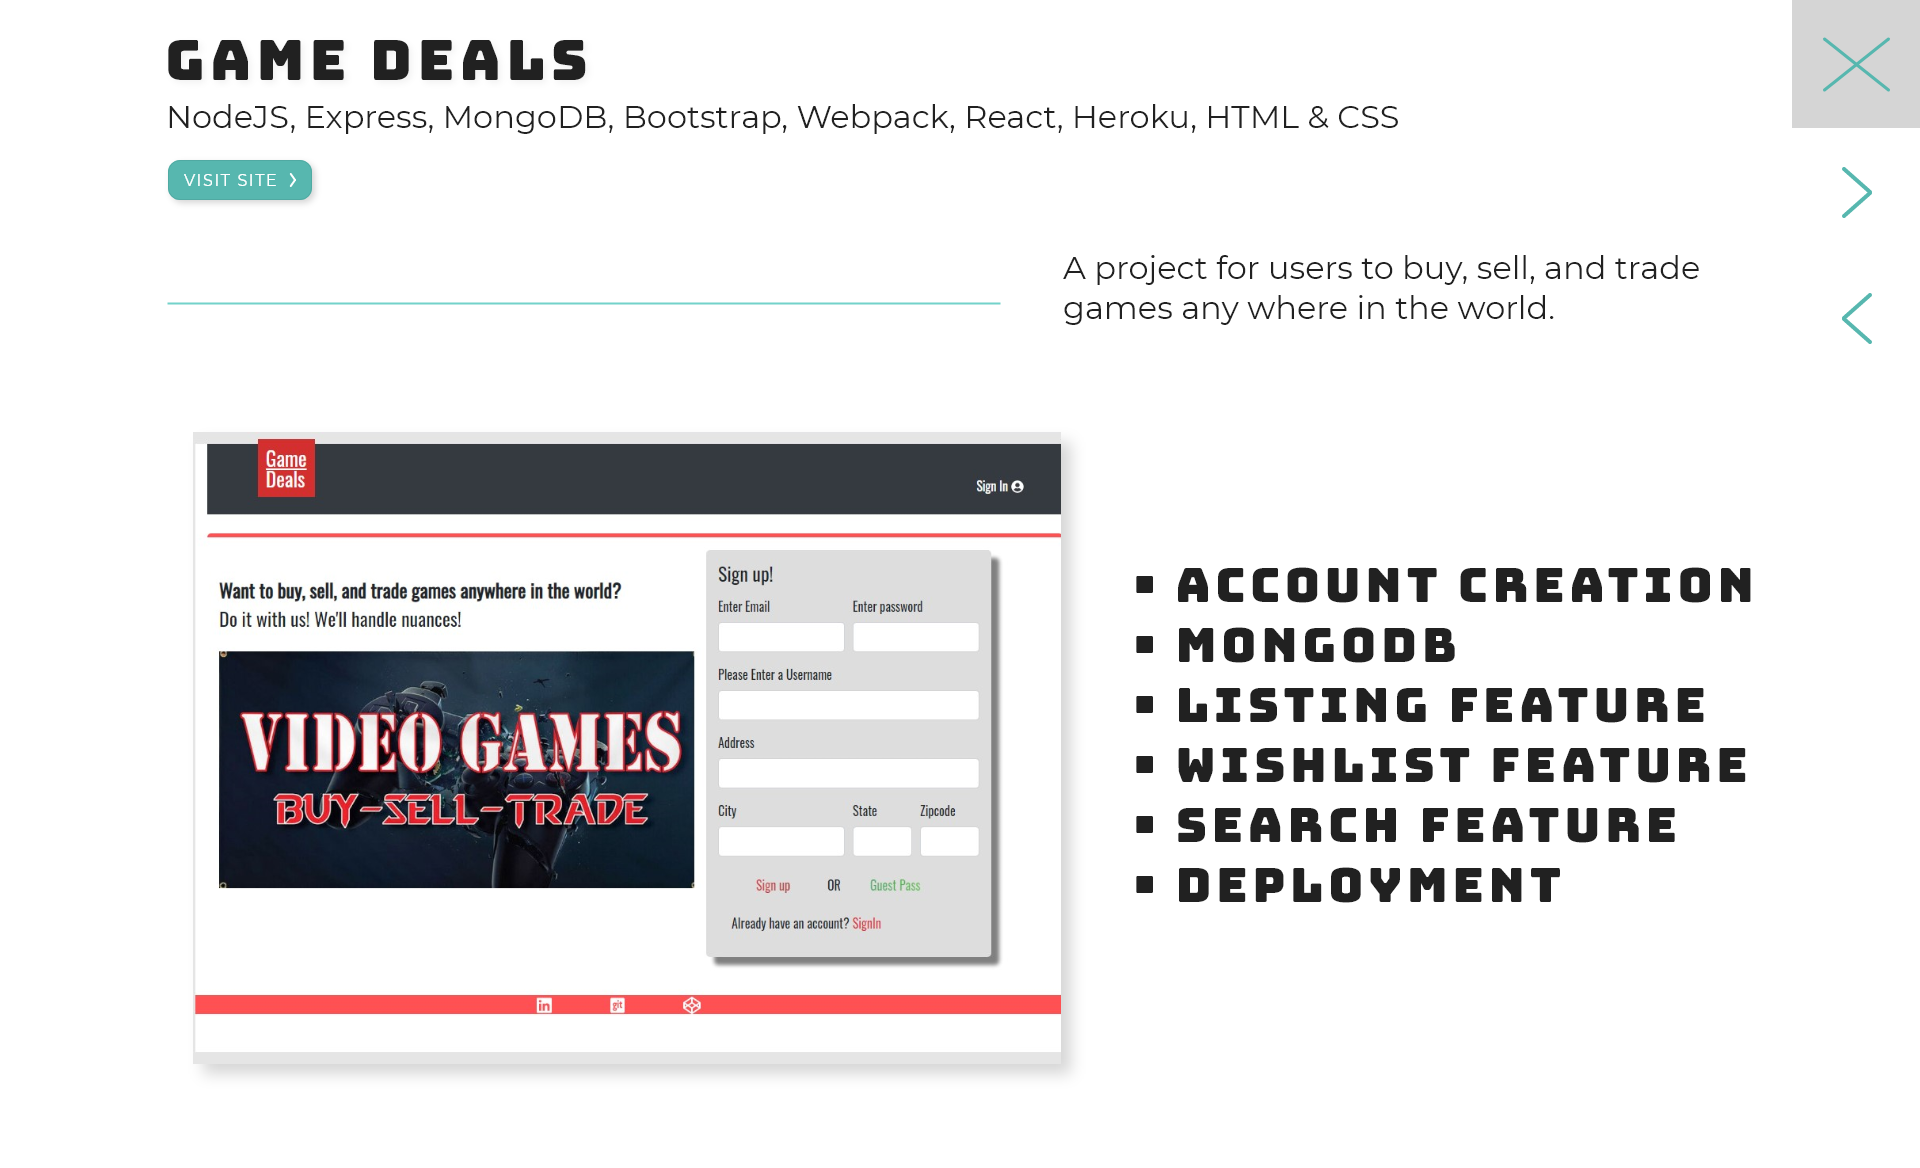 GAME DEALS
NodeJS, Express, MongoDB, Bootstrap, Webpack, React, Heroku, HTML & CSS
VISIT SITE
A project for users to buy, sell, and trade
games any where in the world.
Game
Deals
Sign In
Want to buy, sell, and trade games anywhere in the world?
Do it with us! We'll handle nuances!
VIDEO GAMES
BUY-SELL-TRADE
Sign up!
Enter Email Enter password
Please Enter a Username
Address
City State Zipcode
Sign up OR Guest Pass
Already have an account? SignIn
in git
ACCOUNT CREATION
MONGODB
LISTING FEATURE
WISHLIST FEATURE
SEARCH FEATURE
DEPLOYMENT